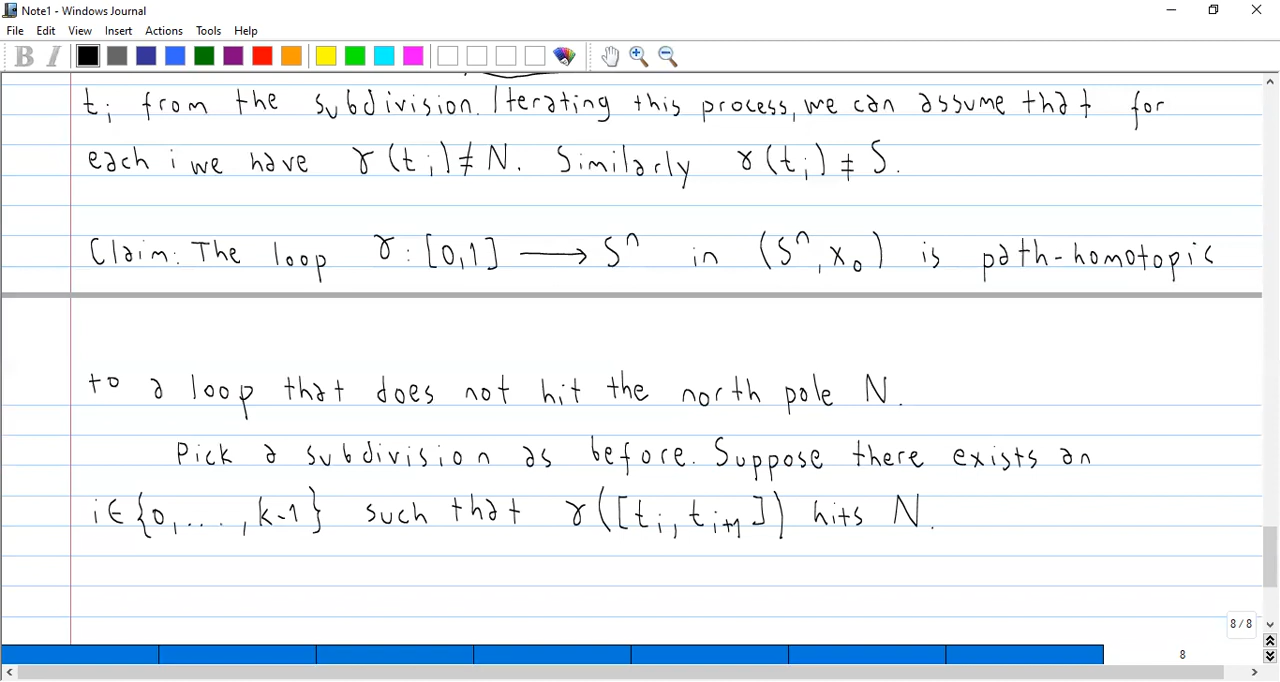 Note1 - Windows Journal
File Edit View Insert Actions Tools Help
B I
t_i from the subdivision. Iterating this process, we can assume that for
each i we have γ(t_i) ≠ N. Similarly γ(t_i) ≠ S.
Claim: The loop γ : [0,1] ⟶ S^n in (S^n, x_0) is path-homotopic
to a loop that does not hit the north pole N.
Pick a subdivision as before. Suppose there exists an
i ∈ {0, ..., k-1} such that γ([t_i, t_{i+1}]) hits N.
8 / 8
8